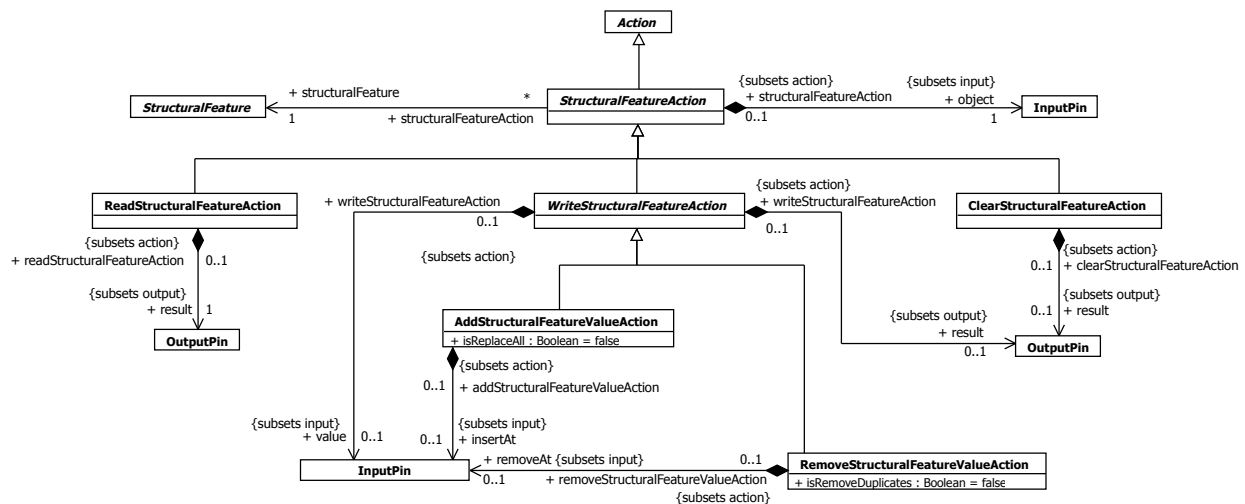 Action
{subsets action}
{subsets input}
+ structuralFeature
*
StructuralFeatureAction
+ structuralFeatureAction
+ object
StructuralFeature
InputPin
1
+ structuralFeatureAction
0..1
1
{subsets action}
ReadStructuralFeatureAction
+ writeStructuralFeatureAction
WriteStructuralFeatureAction
+ writeStructuralFeatureAction
ClearStructuralFeatureAction
0..1
0..1
{subsets action}
+ readStructuralFeatureAction
0..1
{subsets action}
{subsets action}
0..1
+ clearStructuralFeatureAction
{subsets output}
+ result
1
{subsets output}
0..1
+ result
OutputPin
AddStructuralFeatureValueAction
+ isReplaceAll : Boolean = false
{subsets output}
+ result
0..1
OutputPin
{subsets action}
0..1
+ addStructuralFeatureValueAction
{subsets input}
+ value
0..1
{subsets input}
0..1
+ insertAt
InputPin
+ removeAt {subsets input}
0..1
0..1
+ removeStructuralFeatureValueAction
{subsets action}
RemoveStructuralFeatureValueAction
+ isRemoveDuplicates : Boolean = false